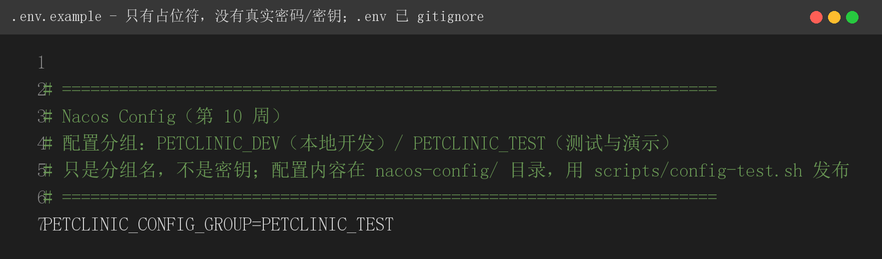 .env.example - 只有占位符，没有真实密码/密钥；.env 已 gitignore
1
2# =====================================================================
3# Nacos Config（第 10 周）
4# 配置分组：PETCLINIC_DEV（本地开发）/ PETCLINIC_TEST（测试与演示）
5# 只是分组名，不是密钥；配置内容在 nacos-config/ 目录，用 scripts/config-test.sh 发布
6# =====================================================================
7PETCLINIC_CONFIG_GROUP=PETCLINIC_TEST